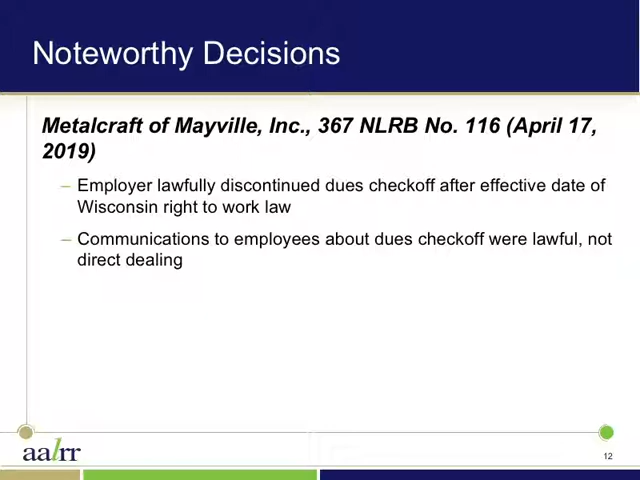 Noteworthy Decisions
Metalcraft of Mayville, Inc., 367 NLRB No. 116 (April 17,
2019)
– Employer lawfully discontinued dues checkoff after effective date of
Wisconsin right to work law
– Communications to employees about dues checkoff were lawful, not
direct dealing
aalrr
12